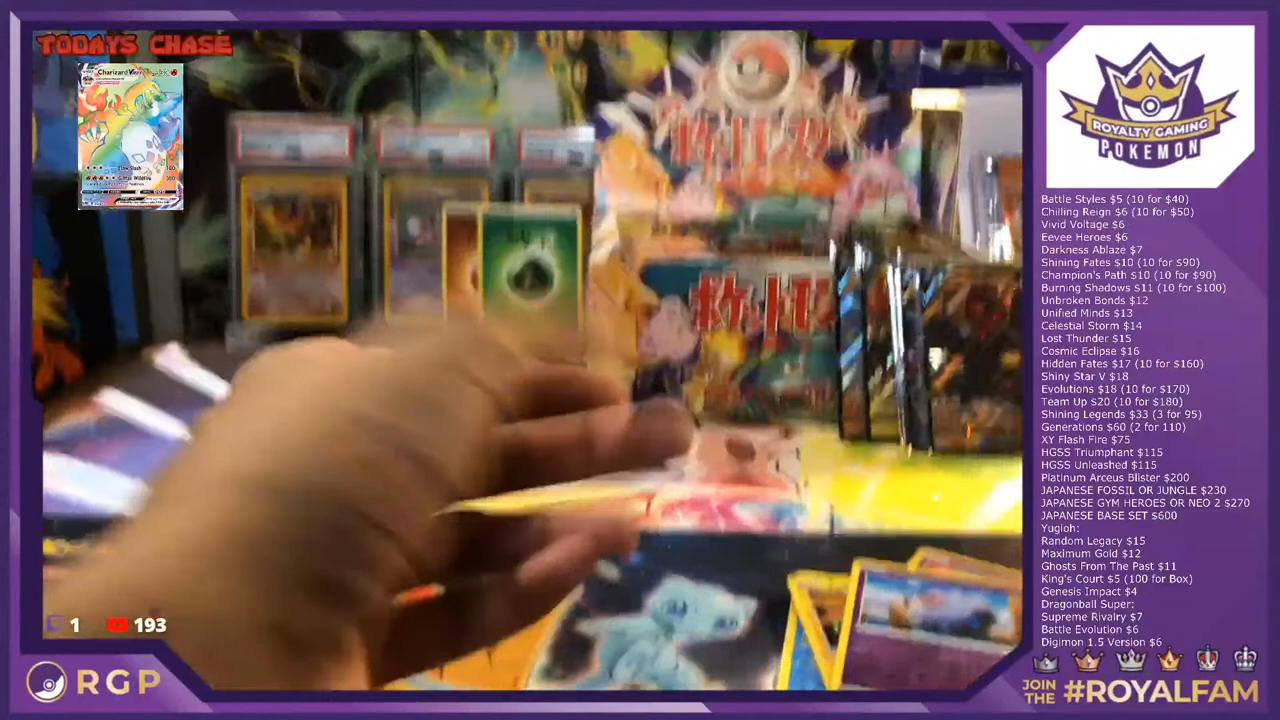 TODAYS CHASE
Charizard
Claw Slash 100
G-Max Wildfire
ROYALTY GAMING
POKEMON
Battle Styles $5 (10 for $40)
Chilling Reign $6 (10 for $50)
Vivid Voltage $6
Eevee Heroes $6
Darkness Ablaze $7
Shining Fates $10 (10 for $90)
Champion's Path $10 (10 for $90)
Burning Shadows $11 (10 for $100)
Unbroken Bonds $12
Unified Minds $13
Celestial Storm $14
Lost Thunder $15
Cosmic Eclipse $16
Hidden Fates $17 (10 for $160)
Shiny Star V $18
Evolutions $18 (10 for $170)
Team Up $20 (10 for $180)
Shining Legends $33 (3 for 95)
Generations $60 (2 for 110)
XY Flash Fire $75
HGSS Triumphant $115
HGSS Unleashed $115
Platinum Arceus Blister $200
JAPANESE FOSSIL OR JUNGLE $230
JAPANESE GYM HEROES OR NEO 2 $270
JAPANESE BASE SET $600
Yugioh:
Random Legacy $15
Maximum Gold $12
Ghosts From The Past $11
King's Court $5 (100 for Box)
Genesis Impact $4
Dragonball Super:
Supreme Rivalry $7
Battle Evolution $6
Digimon 1.5 Version $6
1 193
RGP
JOIN THE #ROYALFAM